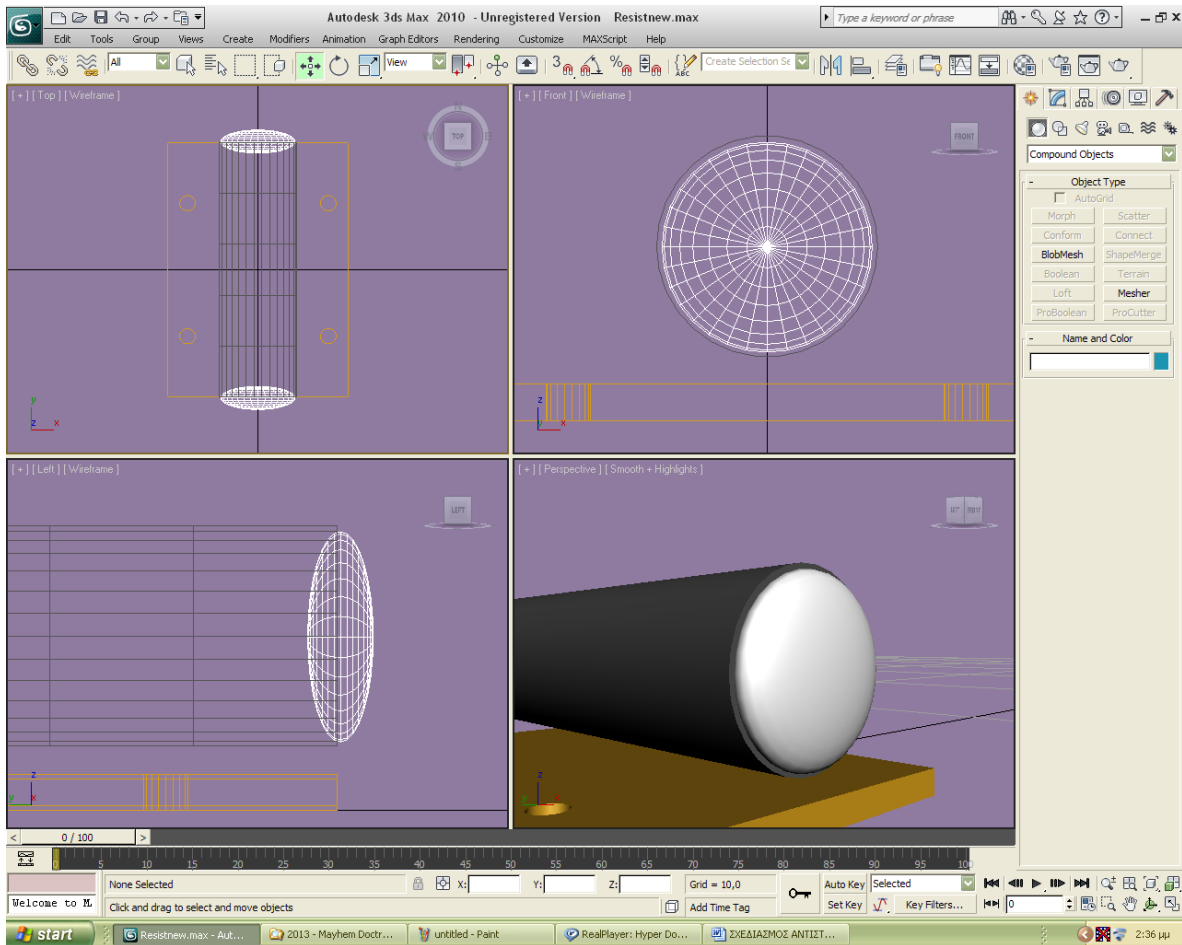 Autodesk 3ds Max 2010 - Unregistered Version Resistnew.max
Type a keyword or phrase
Edit Tools Group Views Create Modifiers Animation Graph Editors Rendering Customize MAXScript Help
All View 3 % ABC Create Selection Se
[ + ] [ Top ] [ Wireframe ]
N
W TOP E
S
y
z x
[ + ] [ Front ] [ Wireframe ]
FRONT
z
y x
Compound Objects
- Object Type
AutoGrid
Morph Scatter
Conform Connect
BlobMesh ShapeMerge
Boolean Terrain
Loft Mesher
ProBoolean ProCutter
- Name and Color
[ + ] [ Left ] [ Wireframe ]
LEFT
z
y x
[ + ] [ Perspective ] [ Smooth + Highlights ]
z
y x
< 0 / 100 >
0 5 10 15 20 25 30 35 40 45 50 55 60 65 70 75 80 85 90 95 100
None Selected X: Y: Z: Grid = 10,0 Auto Key Selected
Welcome to M. Click and drag to select and move objects Add Time Tag Set Key Key Filters... 0
start Resistnew.max - Aut... 2013 - Mayhem Doctr... untitled - Paint RealPlayer: Hyper Do... ΣΧΕΔΙΑΣΜΟΣ ΑΝΤΙΣΤ... 2:36 μμ